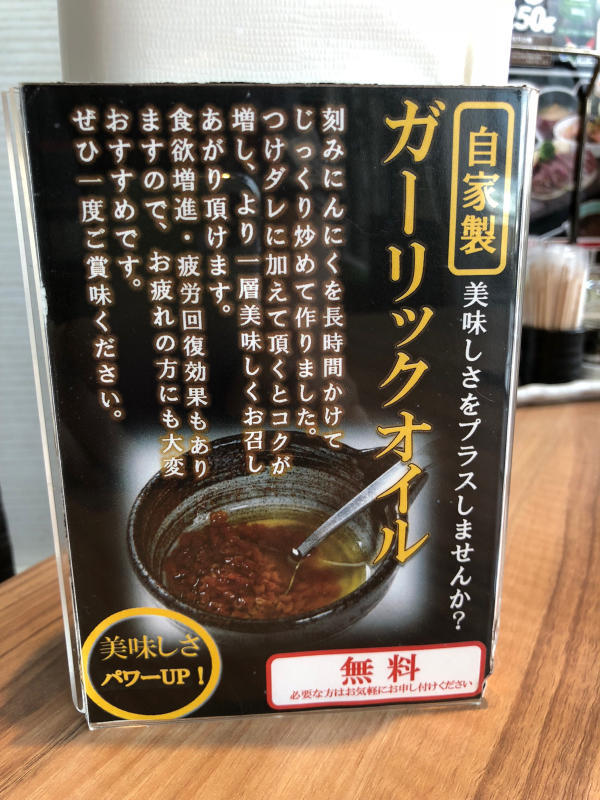 自家製
美味しさをプラスしませんか？
ガーリックオイル
刻みにんにくを長時間かけて
じっくり炒めて作りました。
つけダレに加えて頂くとコクが
増し、より一層美味しくお召し
あがり頂けます。
食欲増進・疲労回復効果もあり
ますので、お疲れの方にも大変
おすすめです。
ぜひ一度ご賞味ください。
美味しさ
パワーUP！
無料
必要な方はお気軽にお申し付けください
50g